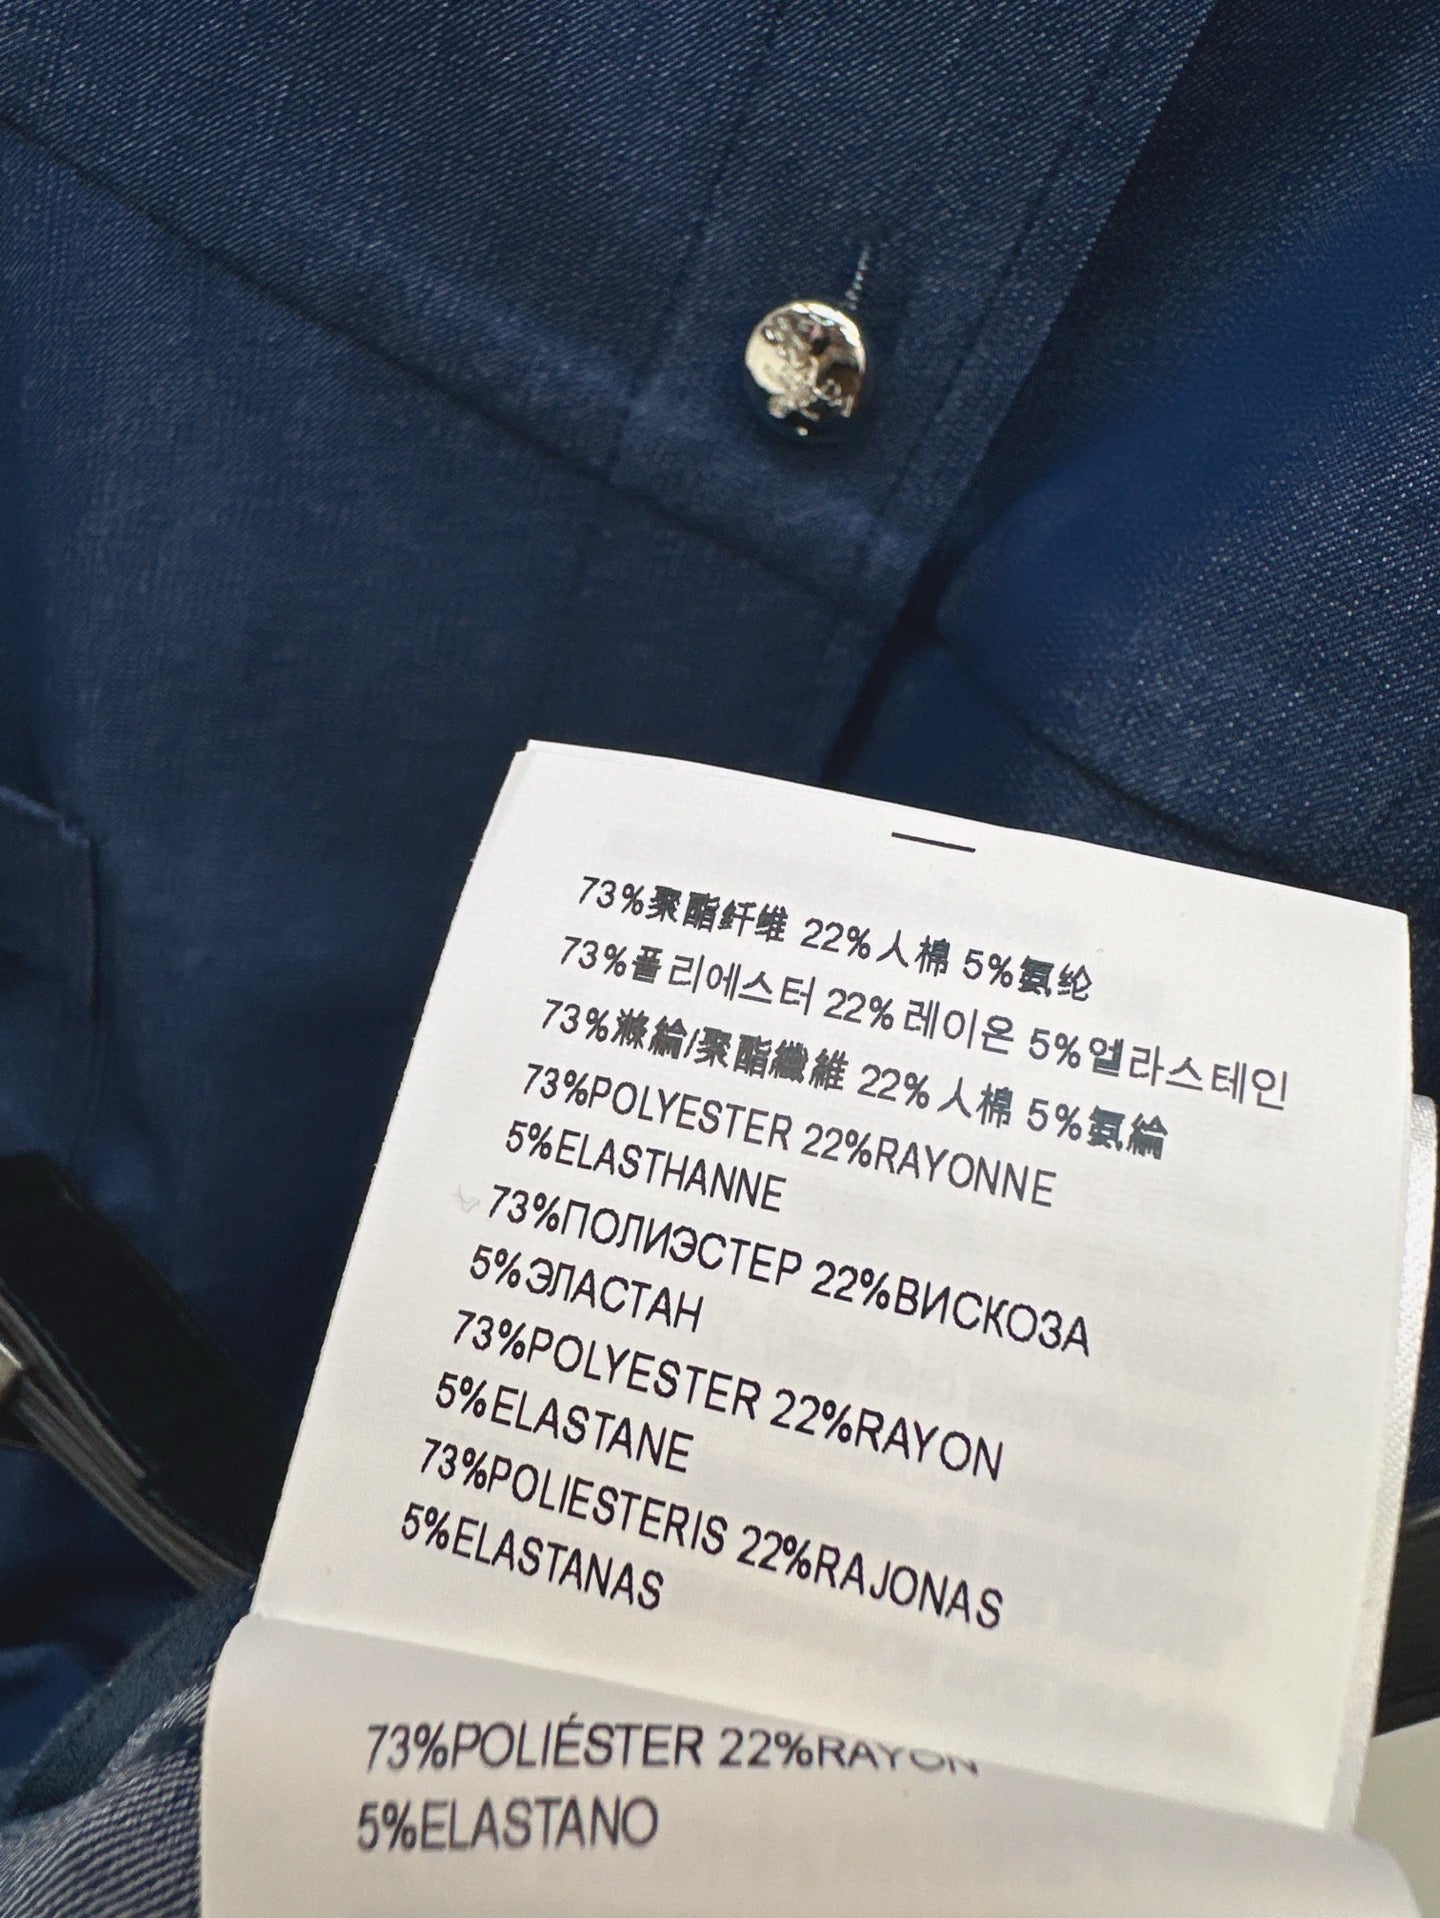 73%聚酯纤维 22%人棉 5%氨纶
73%폴리에스터 22%레이온 5%엘라스테인
73%滌綸/聚酯纖維 22%人棉 5%氨綸
73%POLYESTER 22%RAYONNE
5%ELASTHANNE
73%ПОЛИЭСТЕР 22%ВИСКОЗА
5%ЭЛАСТАН
73%POLYESTER 22%RAYON
5%ELASTANE
73%POLIESTERIS 22%RAJONAS
5%ELASTANAS
73%POLIÉSTER 22%RAYON
5%ELASTANO